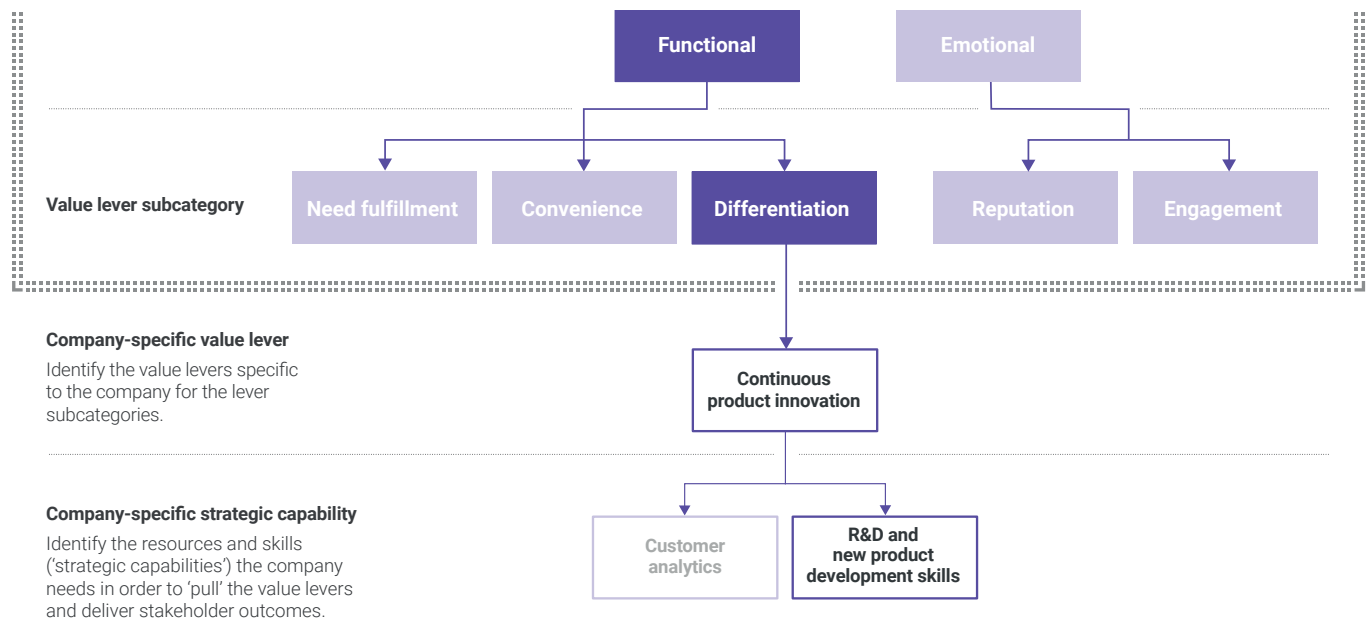 Functional
Emotional
Value lever subcategory
Need fulfillment
Convenience
Differentiation
Reputation
Engagement
Company-specific value lever
Identify the value levers specific
to the company for the lever
subcategories.
Continuous
product innovation
Company-specific strategic capability
Identify the resources and skills
(‘strategic capabilities’) the company
needs in order to ‘pull’ the value levers
and deliver stakeholder outcomes.
Customer
analytics
R&D and
new product
development skills